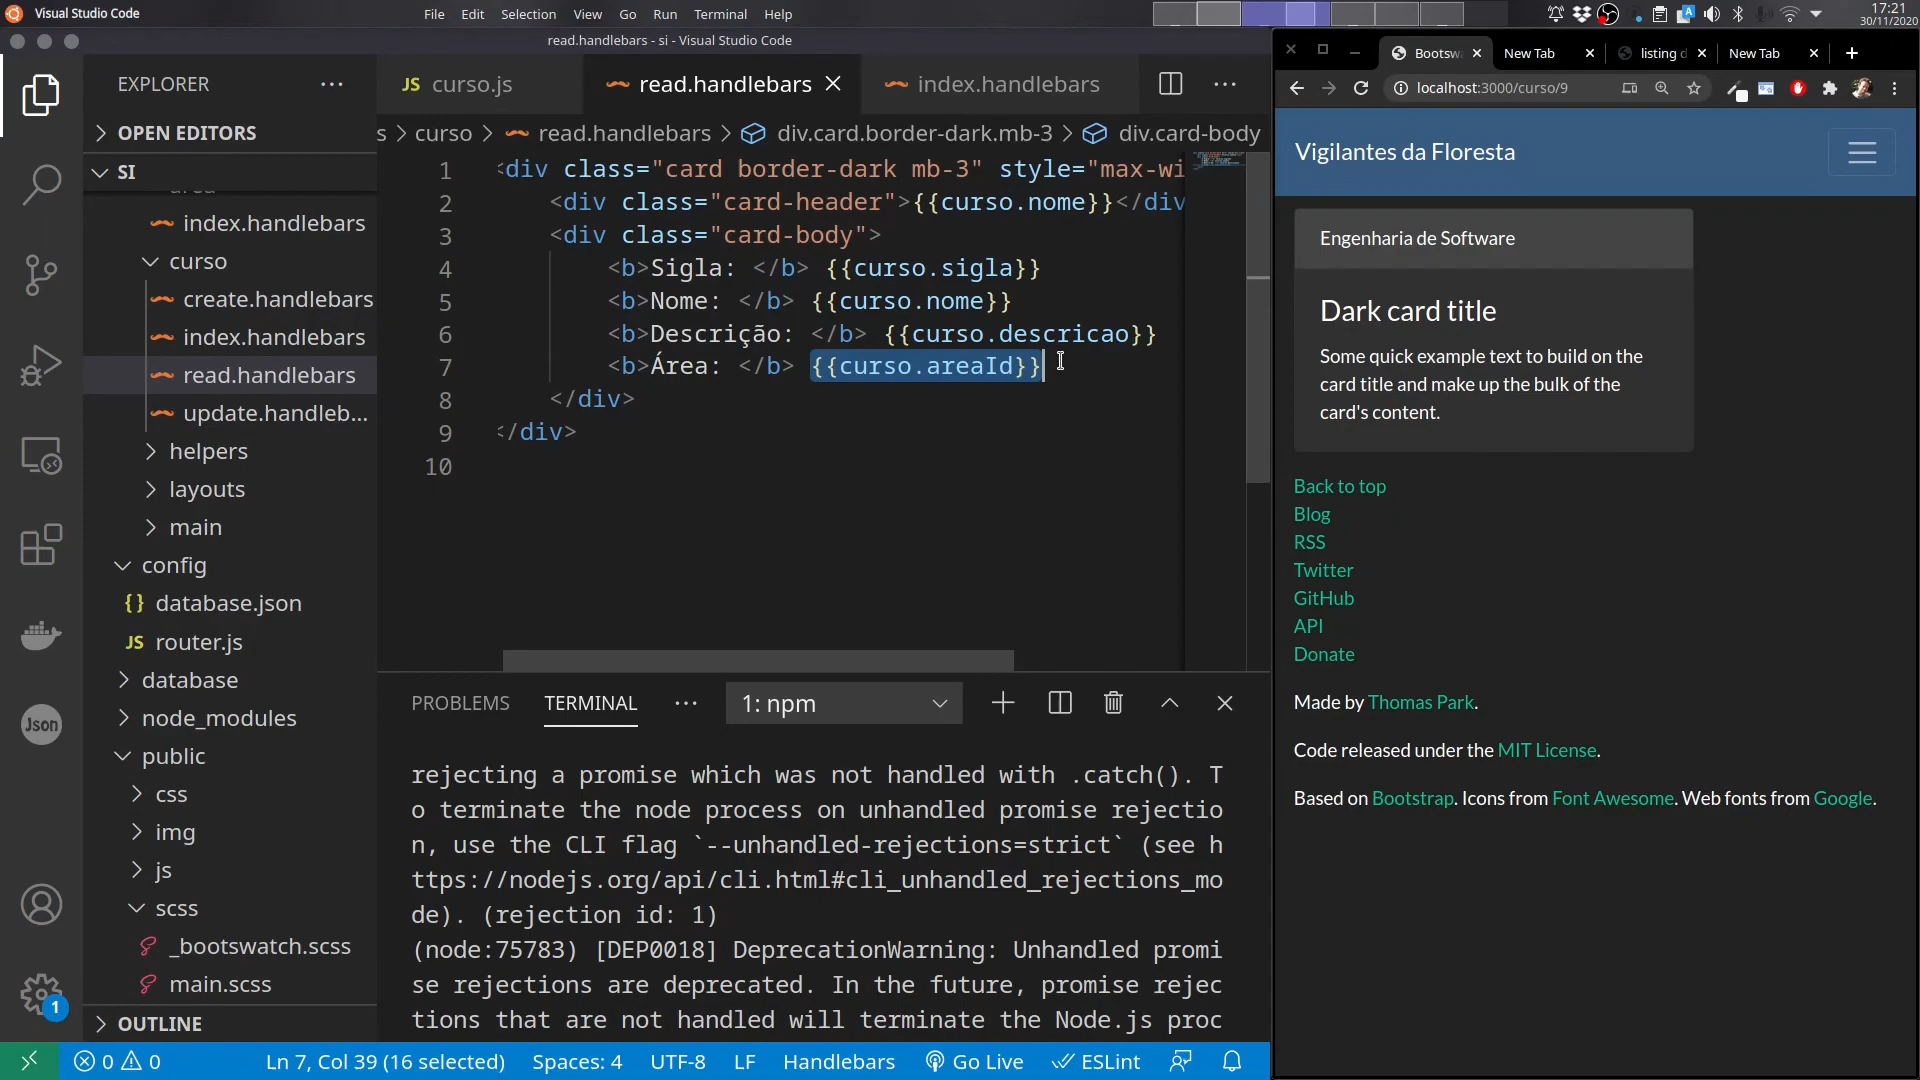 Visual Studio Code
File Edit Selection View Go Run Terminal Help
17:21
30/11/2020
read.handlebars - si - Visual Studio Code
EXPLORER
OPEN EDITORS
SI
index.handlebars
curso
create.handlebars
index.handlebars
read.handlebars
update.handleb...
helpers
layouts
main
config
{} database.json
JS router.js
database
node_modules
public
css
img
js
scss
_bootswatch.scss
main.scss
OUTLINE
Json
1
JS curso.js
read.handlebars
index.handlebars
s > curso > read.handlebars > div.card.border-dark.mb-3 > div.card-body
1 <div class="card border-dark mb-3" style="max-wi
2 <div class="card-header">{{curso.nome}}</div
3 <div class="card-body">
4 <b>Sigla: </b> {{curso.sigla}}
5 <b>Nome: </b> {{curso.nome}}
6 <b>Descrição: </b> {{curso.descricao}}
7 <b>Área: </b> {{curso.areaId}}
8 </div>
9 </div>
10
PROBLEMS TERMINAL ... 1: npm
rejecting a promise which was not handled with .catch(). T
o terminate the node process on unhandled promise rejectio
n, use the CLI flag `--unhandled-rejections=strict` (see h
ttps://nodejs.org/api/cli.html#cli_unhandled_rejections_mo
de). (rejection id: 1)
(node:75783) [DEP0018] DeprecationWarning: Unhandled promi
se rejections are deprecated. In the future, promise rejec
tions that are not handled will terminate the Node.js proc
0 0 Ln 7, Col 39 (16 selected) Spaces: 4 UTF-8 LF Handlebars Go Live ESLint
Bootsw New Tab listing d New Tab
localhost:3000/curso/9
Vigilantes da Floresta
Engenharia de Software
Dark card title
Some quick example text to build on the
card title and make up the bulk of the
card's content.
Back to top
Blog
RSS
Twitter
GitHub
API
Donate
Made by Thomas Park.
Code released under the MIT License.
Based on Bootstrap. Icons from Font Awesome. Web fonts from Google.